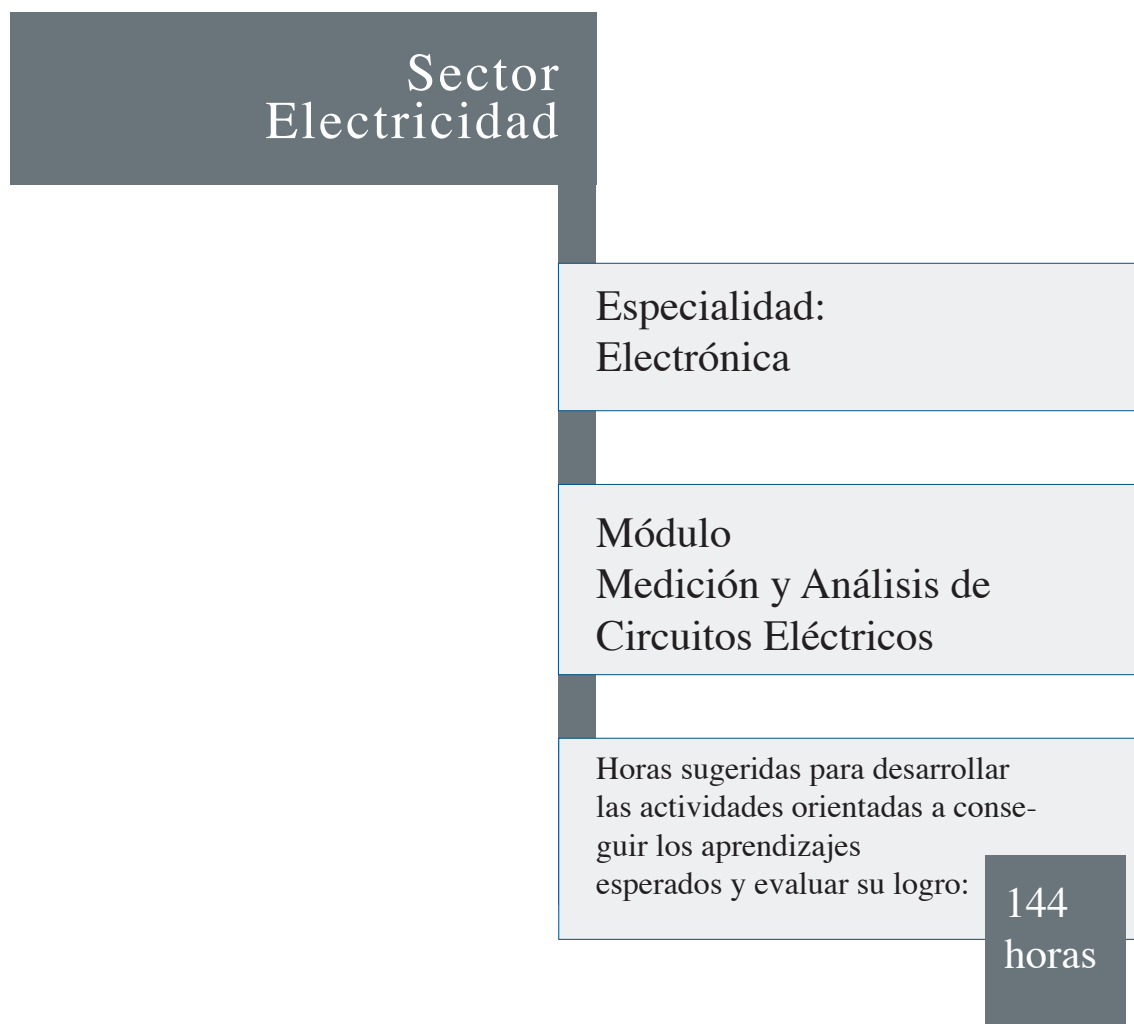 Sector
Electricidad
Especialidad:
Electrónica
Módulo
Medición y Análisis de
Circuitos Eléctricos
Horas sugeridas para desarrollar
las actividades orientadas a conse-
guir los aprendizajes
esperados y evaluar su logro:
144
horas